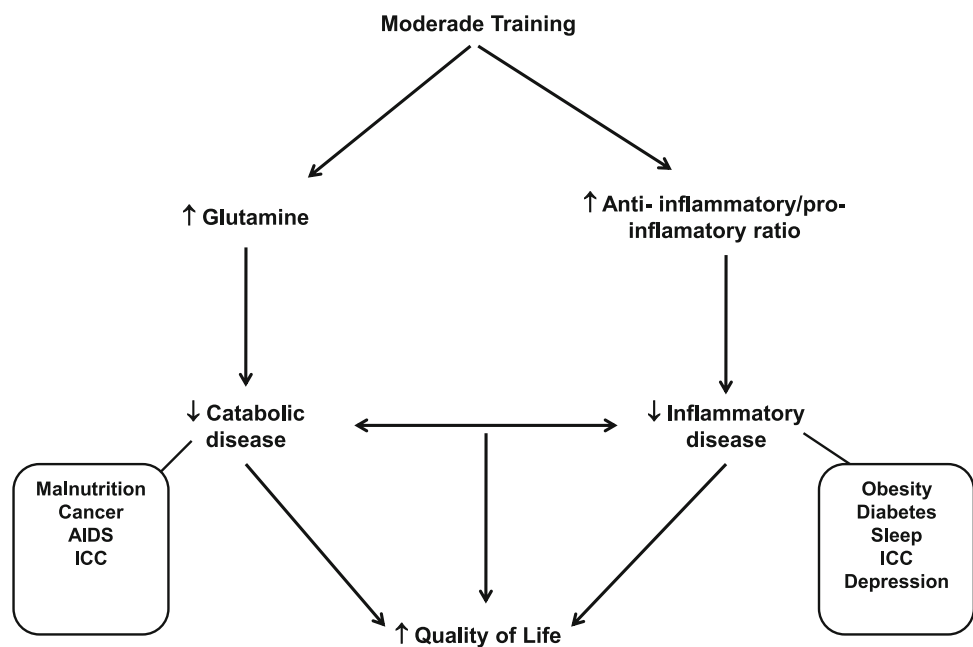 Moderade Training
↑ Glutamine
↑ Anti- inflammatory/pro-
inflamatory ratio
↓ Catabolic
disease
↓ Inflammatory
disease
Malnutrition
Cancer
AIDS
ICC
Obesity
Diabetes
Sleep
ICC
Depression
↑ Quality of Life